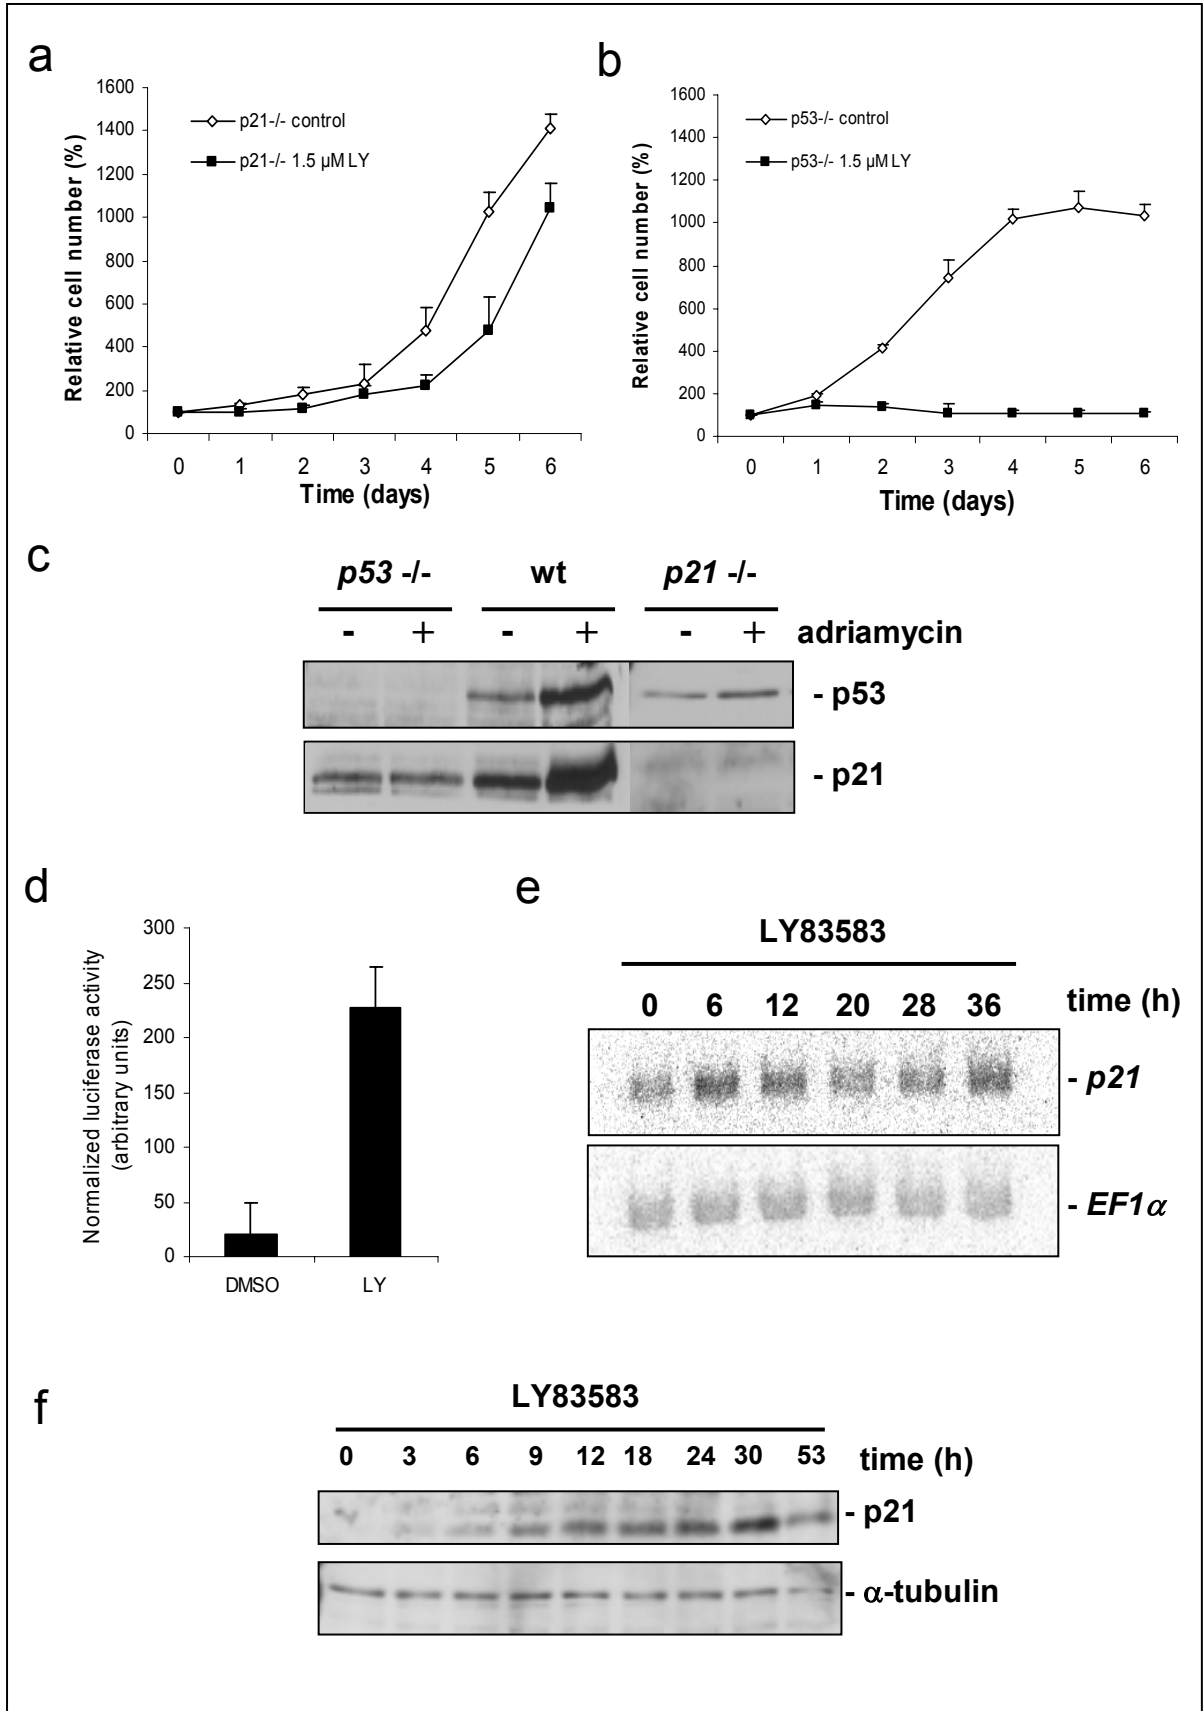 a
1600
1400
1200
1000
800
600
400
200
0
Relative cell number (%)
p21-/- control
p21-/- 1.5 µM LY
0 1 2 3 4 5 6
Time (days)
b
1600
1400
1200
1000
800
600
400
200
0
Relative cell number (%)
p53-/- control
p53-/- 1.5 µM LY
0 1 2 3 4 5 6
Time (days)
c
p53 -/- wt p21 -/-
- + - + - + adriamycin
- p53
- p21
d
300
250
200
150
100
50
0
Normalized luciferase activity
(arbitrary units)
DMSO LY
e
LY83583
0 6 12 20 28 36 time (h)
- p21
- EF1α
f
LY83583
0 3 6 9 12 18 24 30 53 time (h)
- p21
- α-tubulin